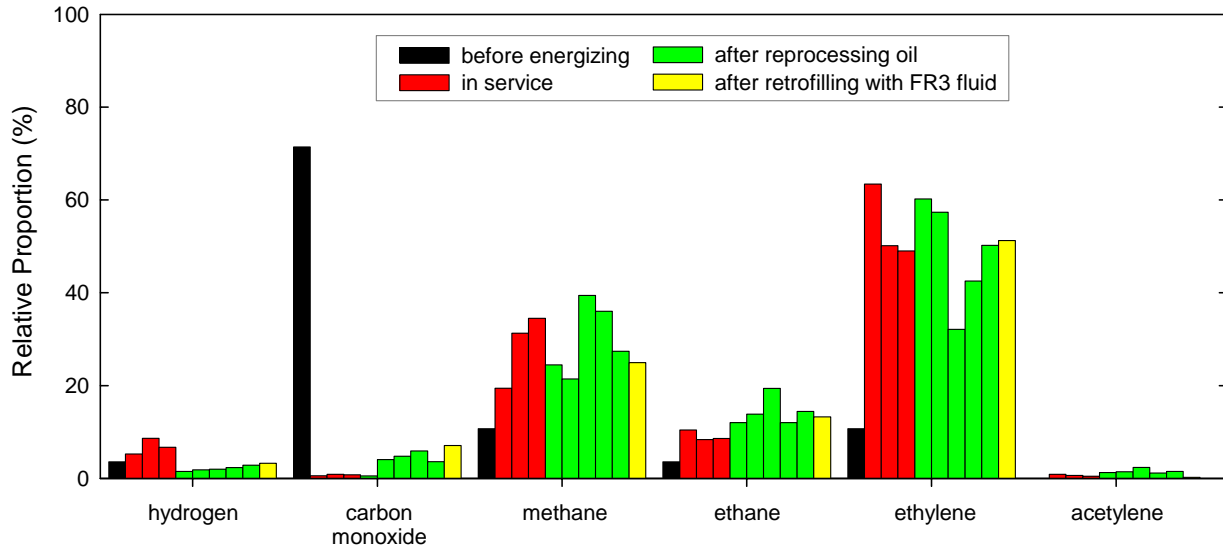 100
80
60
40
20
0
Relative Proportion (%)
before energizing
in service
after reprocessing oil
after retrofilling with FR3 fluid
hydrogen
carbon
monoxide
methane
ethane
ethylene
acetylene